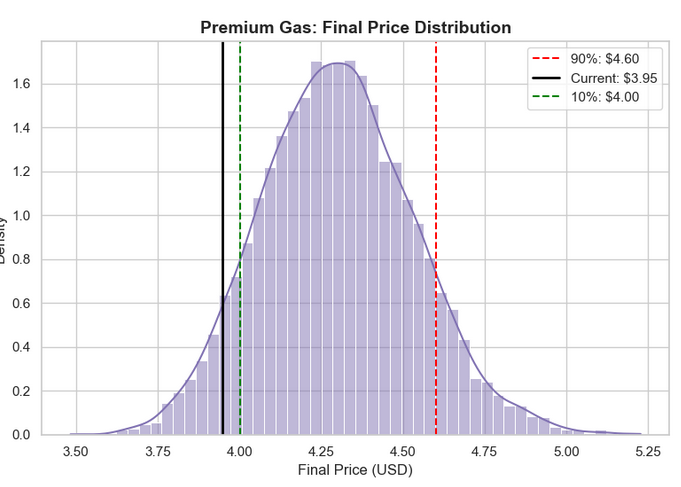 Premium Gas: Final Price Distribution
90%: $4.60
Current: $3.95
10%: $4.00
Density
1.6
1.4
1.2
1.0
0.8
0.6
0.4
0.2
0.0
3.50 3.75 4.00 4.25 4.50 4.75 5.00 5.25
Final Price (USD)